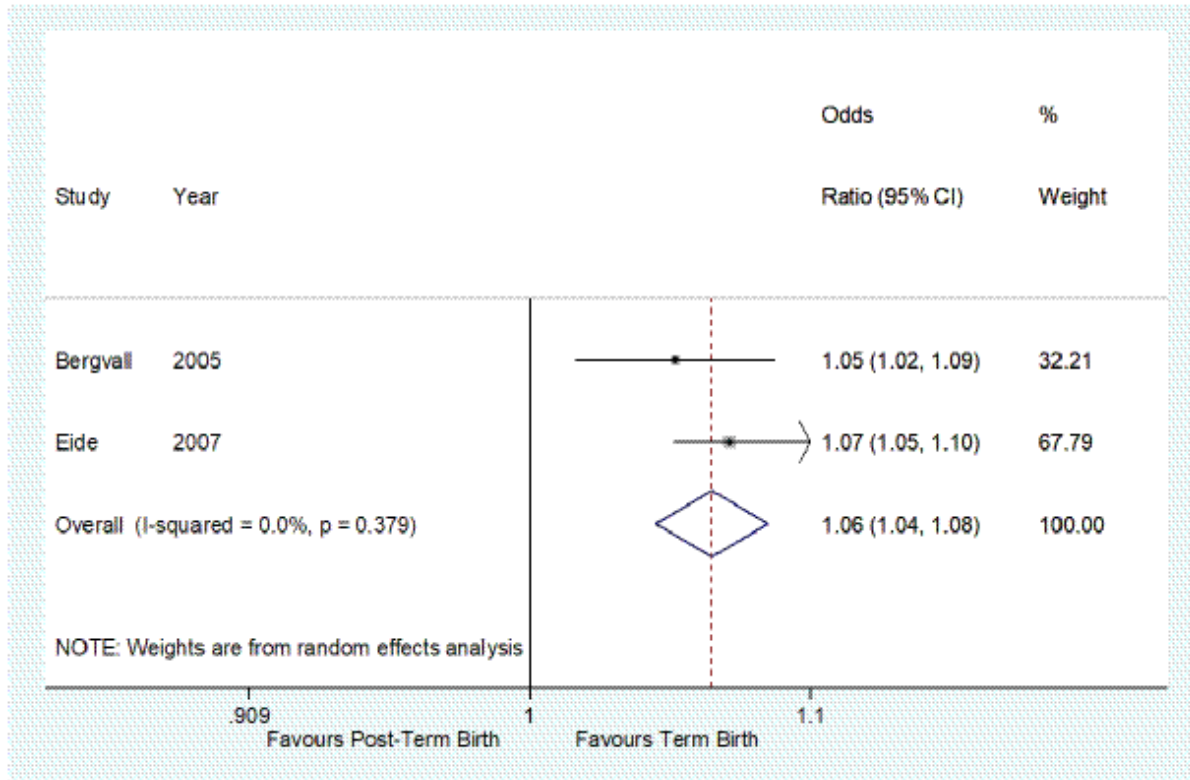 Odds %
Study Year Ratio (95% CI) Weight
Bergvall 2005 1.05 (1.02, 1.09) 32.21
Eide 2007 1.07 (1.05, 1.10) 67.79
Overall (I-squared = 0.0%, p = 0.379) 1.06 (1.04, 1.08) 100.00
NOTE: Weights are from random effects analysis
.909 1 1.1
Favours Post-Term Birth Favours Term Birth